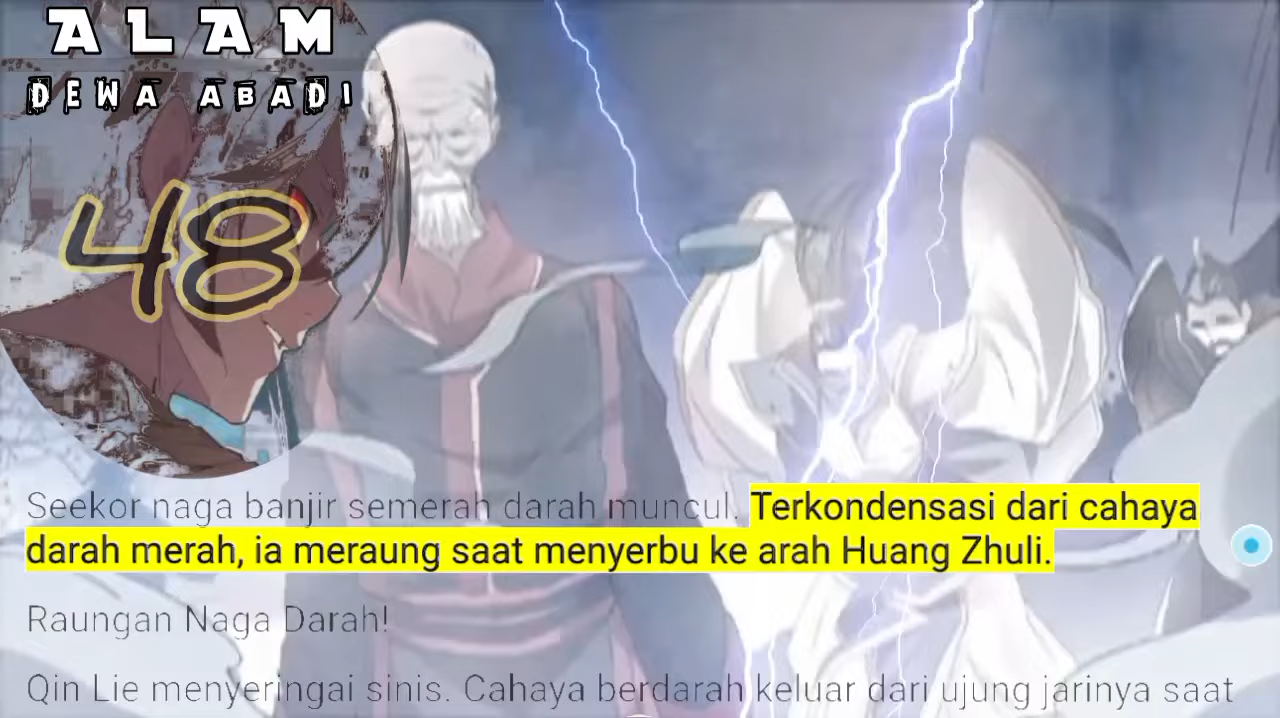 ALAM
DEWA ABADI
48
Seekor naga banjir semerah darah muncul. Terkondensasi dari cahaya
darah merah, ia meraung saat menyerbu ke arah Huang Zhuli.
Raungan Naga Darah!
Qin Lie menyeringai sinis. Cahaya berdarah keluar dari ujung jarinya saat